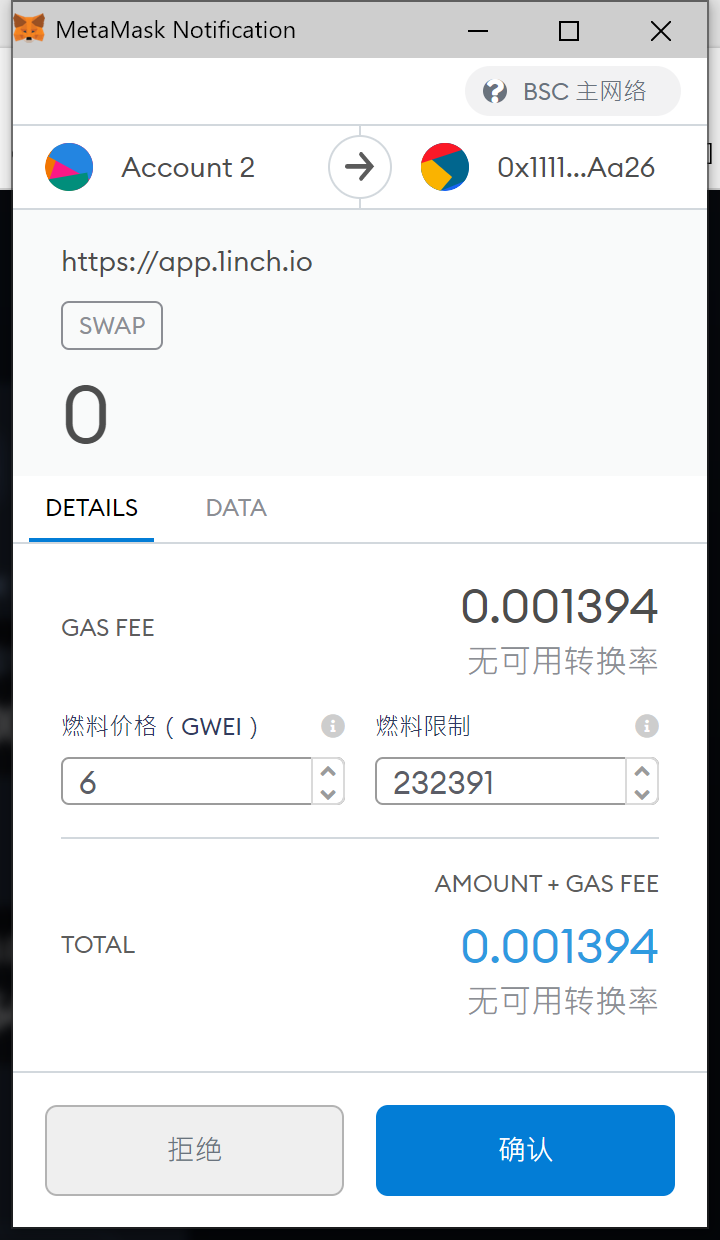 MetaMask Notification
BSC 主网络
Account 2
0x1111...Aa26
https://app.1inch.io
SWAP
0
DETAILS DATA
GAS FEE
0.001394
无可用转换率
燃料价格 ( GWEI )
燃料限制
6
232391
AMOUNT + GAS FEE
TOTAL
0.001394
无可用转换率
拒绝
确认